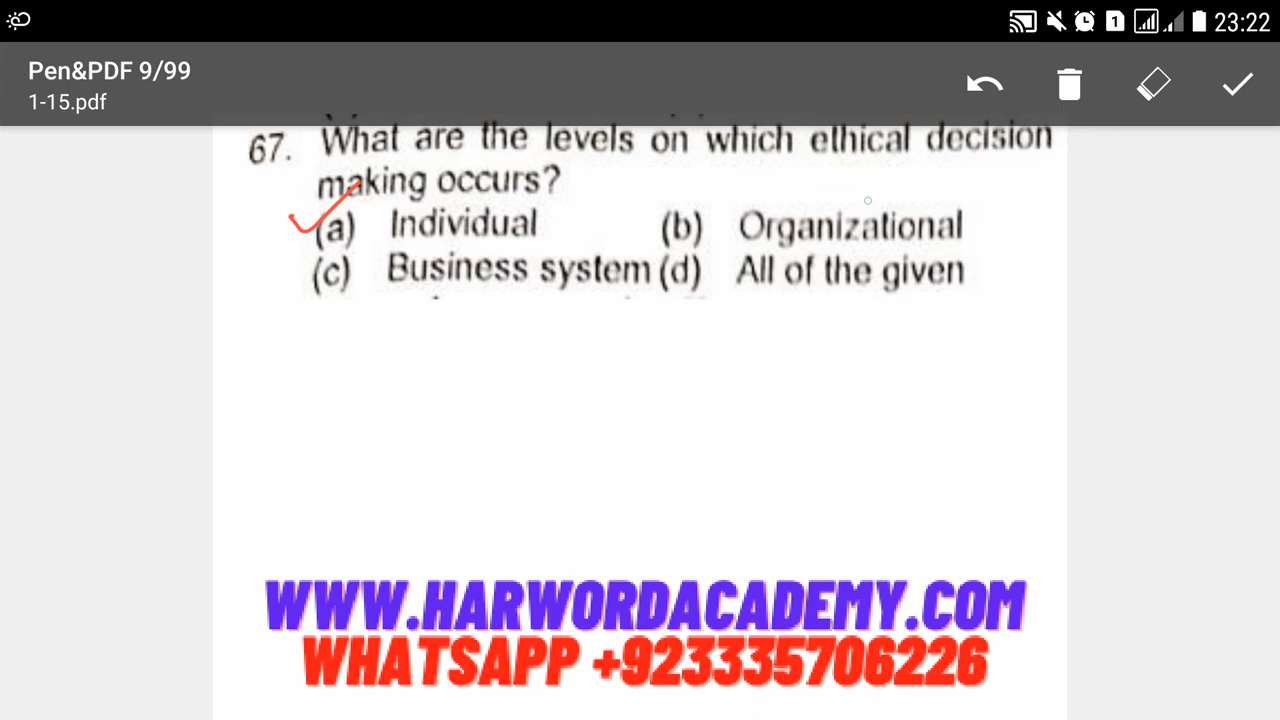 1 23:22
Pen&PDF 9/99
1-15.pdf
67. What are the levels on which ethical decision
making occurs?
(a) Individual (b) Organizational
(c) Business system (d) All of the given
WWW.HARWORDACADEMY.COM
WHATSAPP +923335706226